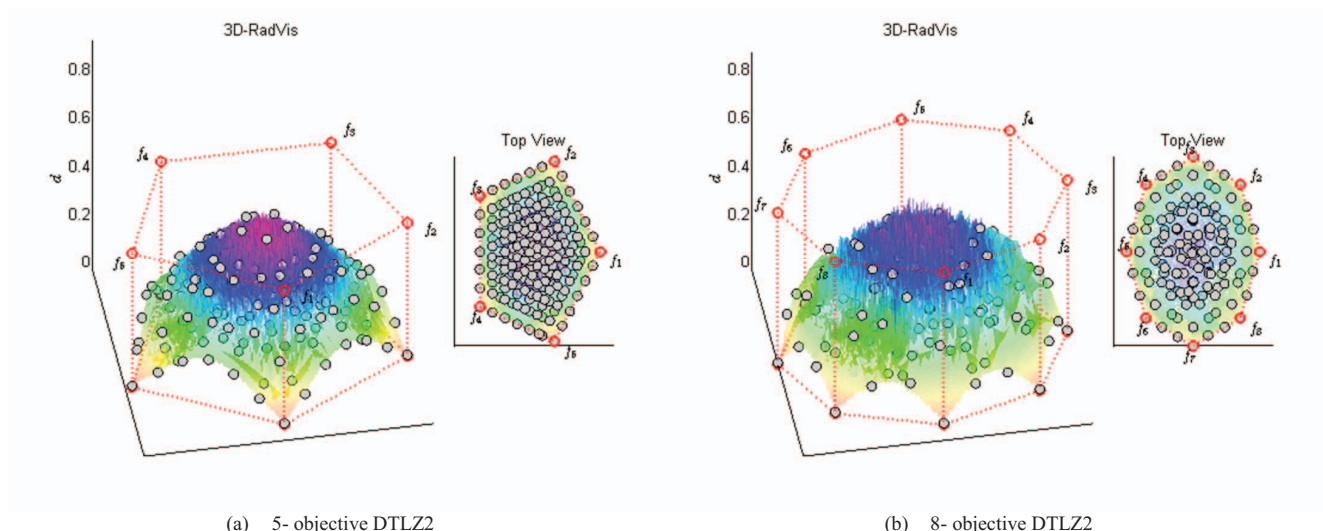 3D-RadVis
0.8
0.6
0.4
0.2
0
d
f4
f3
f5
f2
f1
Top View
f2
f3
f1
f4
f5
3D-RadVis
0.8
0.6
0.4
0.2
0
d
f5
f4
f6
f3
f7
f2
f8
f1
Top View
f3
f4
f2
f5
f1
f6
f8
f7
(a) 5- objective DTLZ2
(b) 8- objective DTLZ2